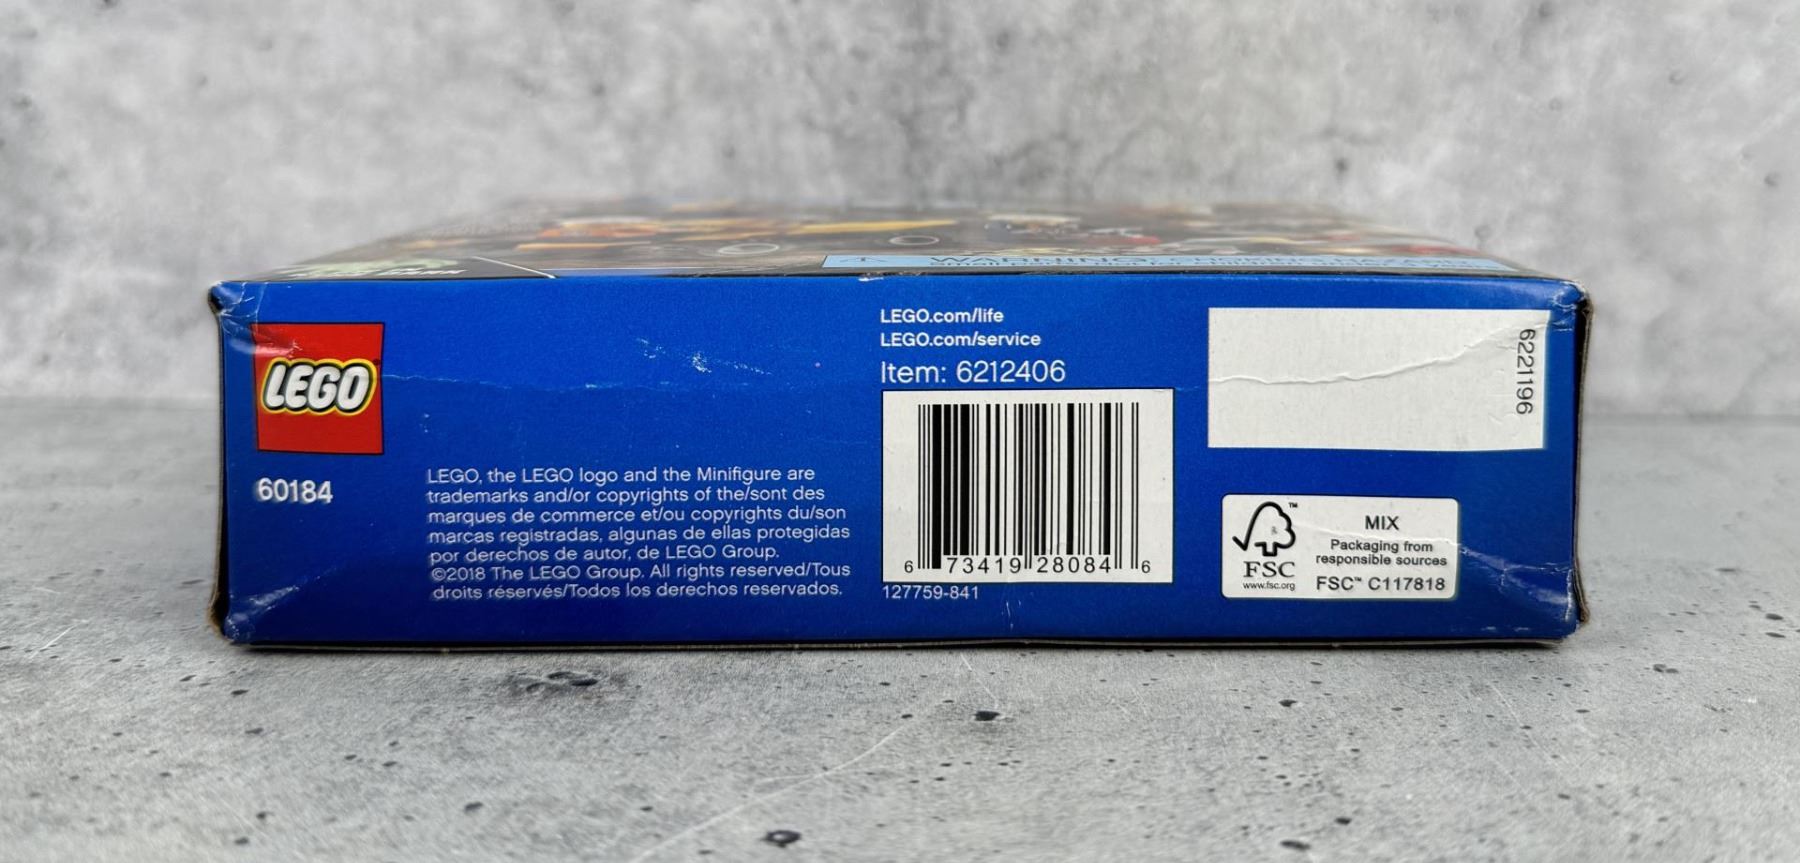 WARNING: CHOKING HAZARD
LEGO
60184
LEGO, the LEGO logo and the Minifigure are
trademarks and/or copyrights of the/sont des
marques de commerce et/ou copyrights du/son
marcas registradas, algunas de ellas protegidas
por derechos de autor, de LEGO Group.
©2018 The LEGO Group. All rights reserved/Tous
droits réservés/Todos los derechos reservados.
LEGO.com/life
LEGO.com/service
Item: 6212406
6 73419 28084 6
127759-841
6221196
FSC
www.fsc.org
MIX
Packaging from
responsible sources
FSC™ C117818